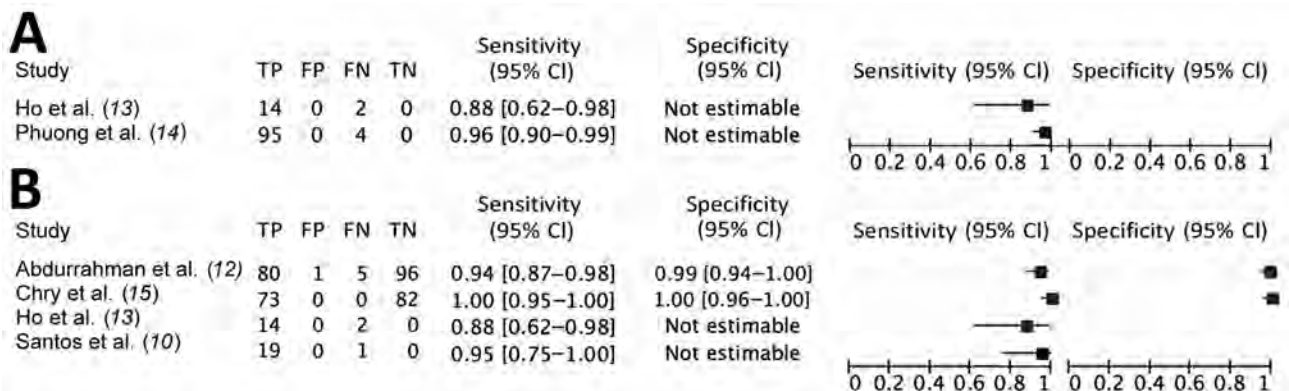 A
Study TP FP FN TN Sensitivity (95% CI) Specificity (95% CI) Sensitivity (95% CI) Specificity (95% CI)
Ho et al. (13) 14 0 2 0 0.88 [0.62–0.98] Not estimable
Phuong et al. (14) 95 0 4 0 0.96 [0.90–0.99] Not estimable
0 0.2 0.4 0.6 0.8 1 0 0.2 0.4 0.6 0.8 1
B
Study TP FP FN TN Sensitivity (95% CI) Specificity (95% CI) Sensitivity (95% CI) Specificity (95% CI)
Abdurrahman et al. (12) 80 1 5 96 0.94 [0.87–0.98] 0.99 [0.94–1.00]
Chry et al. (15) 73 0 0 82 1.00 [0.95–1.00] 1.00 [0.96–1.00]
Ho et al. (13) 14 0 2 0 0.88 [0.62–0.98] Not estimable
Santos et al. (10) 19 0 1 0 0.95 [0.75–1.00] Not estimable
0 0.2 0.4 0.6 0.8 1 0 0.2 0.4 0.6 0.8 1